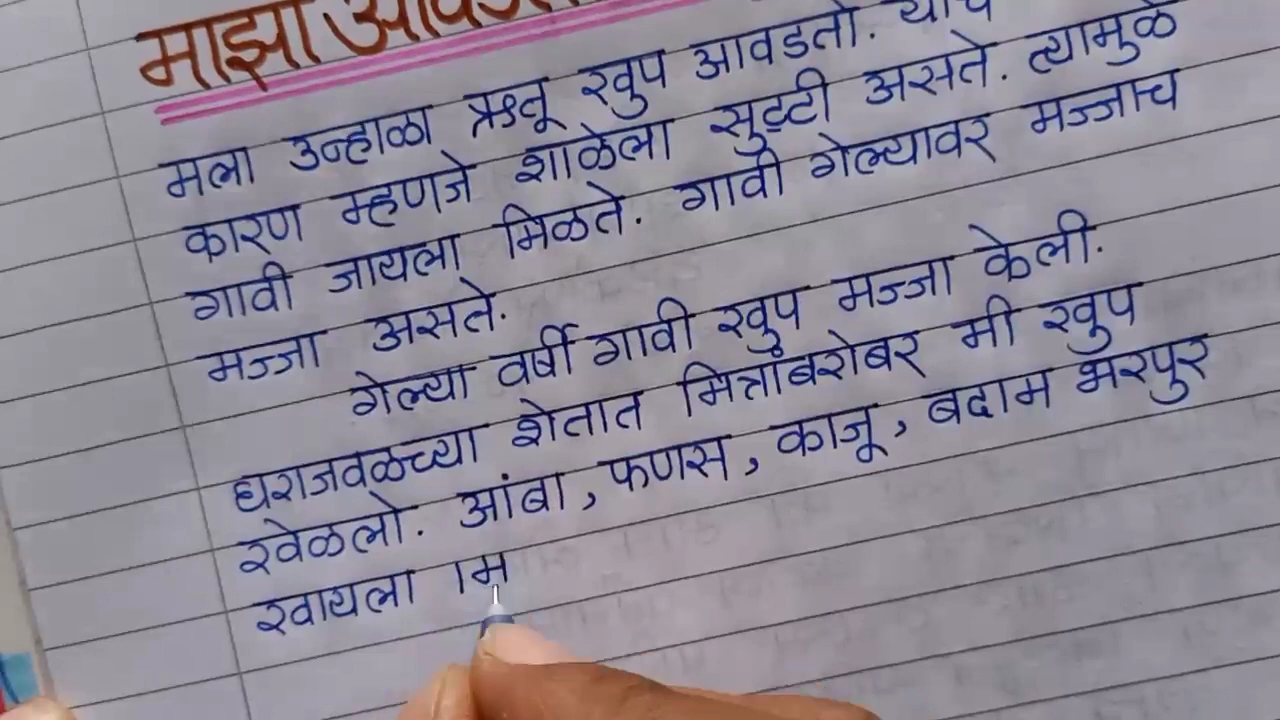 माझा
मला उन्हाळा ऋतू खुप आवडतो. याचे
कारण म्हणजे शाळेला सुट्टी असते. त्यामुळे
गावी जायला मिळते. गावी गेल्यावर मज्जाच
मज्जा असते.
गेल्या वर्षी गावी खुप मज्जा केली.
घराजवळच्या शेतात मित्रांबरोबर मी खुप
खेळलो. आंबा, फणस, काजू, बदाम भरपुर
खायला